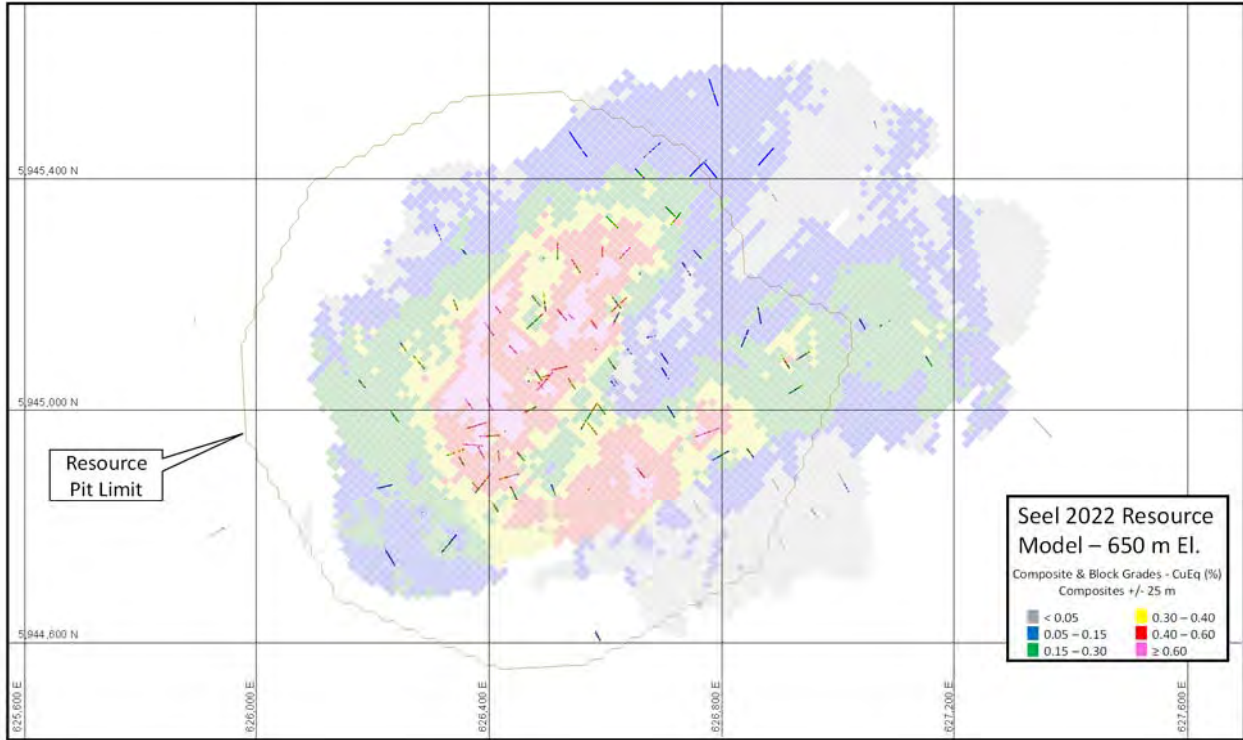 5,945,400 N
5,945,000 N
Resource
Pit Limit
5,944,600 N
Seel 2022 Resource
Model – 650 m El.
Composite & Block Grades - CuEq (%)
Composites +/- 25 m
< 0.05
0.30 – 0.40
0.05 – 0.15
0.40 – 0.60
0.15 – 0.30
≥ 0.60
625,600 E
626,000 E
626,400 E
626,800 E
627,200 E
627,600 E